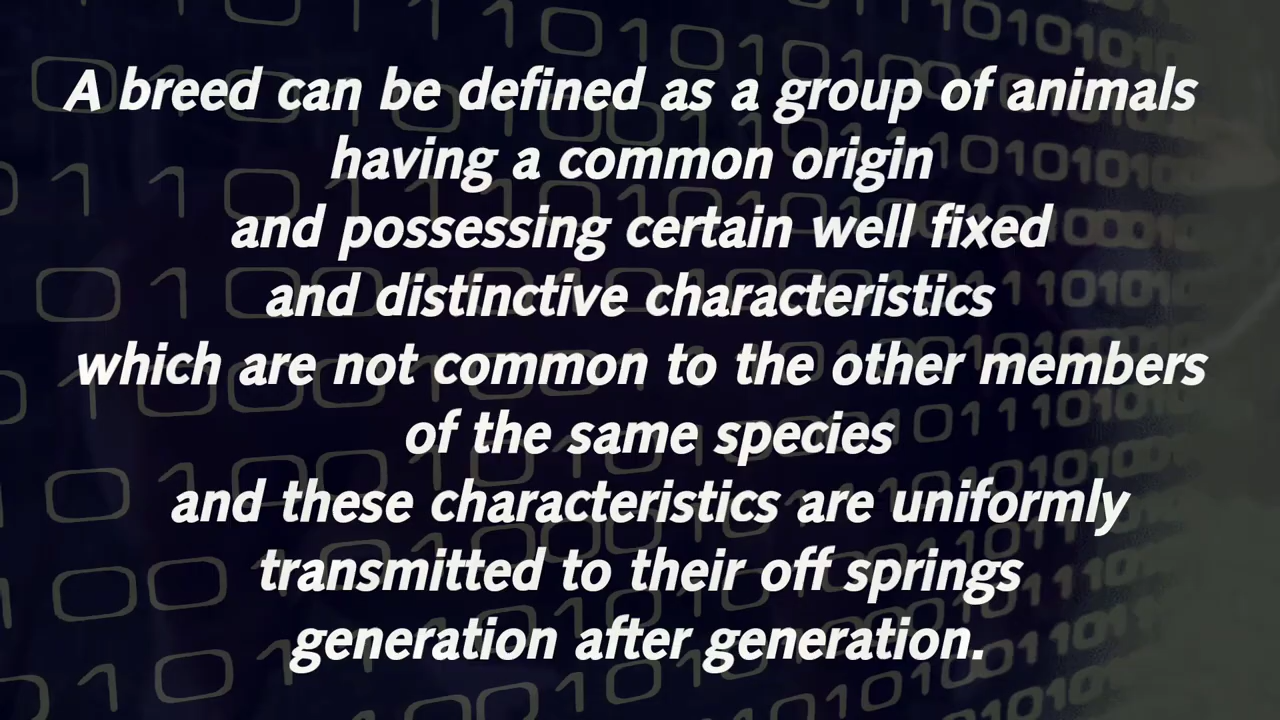 A breed can be defined as a group of animals
having a common origin
and possessing certain well fixed
and distinctive characteristics
which are not common to the other members
of the same species
and these characteristics are uniformly
transmitted to their off springs
generation after generation.